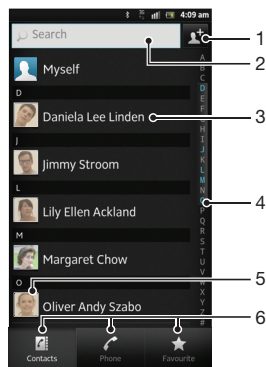 4:09 am
Search
1
2
Myself
D
Daniela Lee Linden
3
J
Jimmy Stroom
L
Lily Ellen Ackland
4
M
Margaret Chow
O
5
Oliver Andy Szabo
6
Contacts
Phone
Favourite
A
B
C
D
E
F
H
I
J
K
L
M
N
P
Q
R
S
T
U
V
X
Y
Z
#